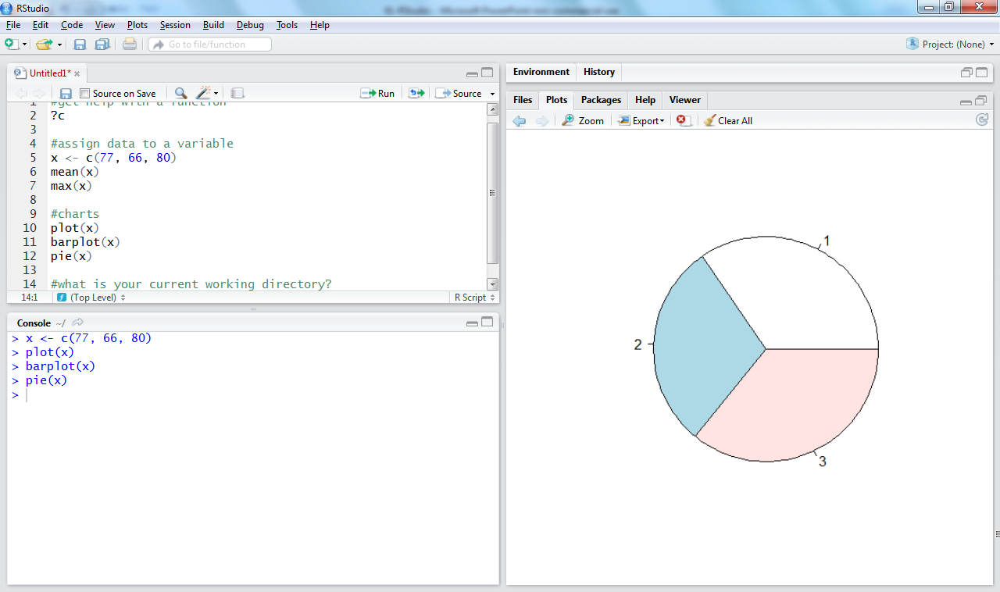 RStudio
File Edit Code View Plots Session Build Debug Tools Help
Go to file/function
Project: (None)
Untitled1*
Source on Save
Run
Source
1 #get help with a function
2 ?c
3
4 #assign data to a variable
5 x <- c(77, 66, 80)
6 mean(x)
7 max(x)
8
9 #charts
10 plot(x)
11 barplot(x)
12 pie(x)
13
14 #what is your current working directory?
14:1 (Top Level) R Script
Console ~/
> x <- c(77, 66, 80)
> plot(x)
> barplot(x)
> pie(x)
>
Environment History
Files Plots Packages Help Viewer
Zoom Export Clear All
1
2
3